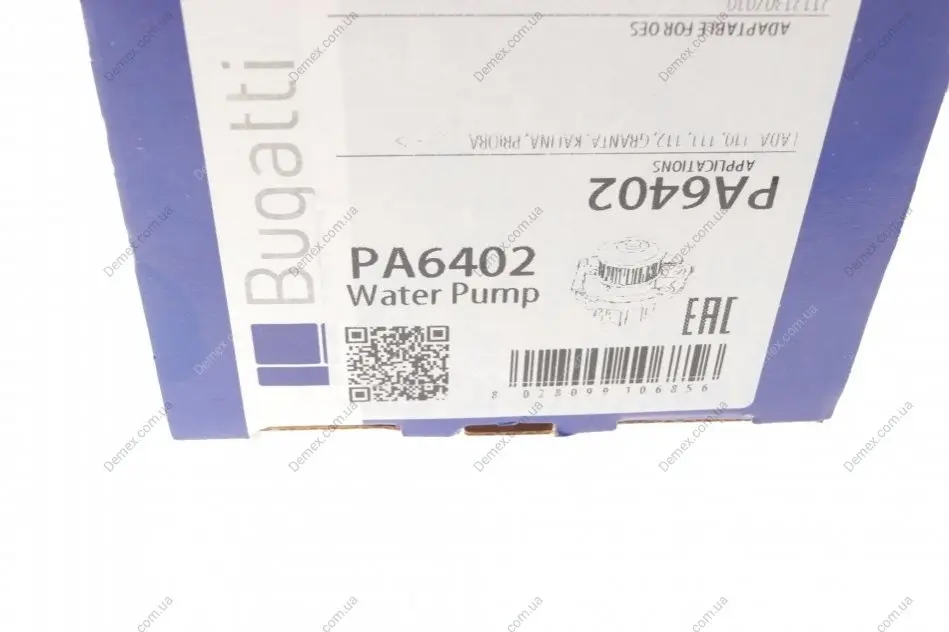 21121307010
ADAPTABLE FOR OES
LADA 110, 111, 112, GRANTA, KALINA, PRIORA
APPLICATIONS
PA6402
Bugatti
PA6402
Water Pump
EAC
8 028099 106856
Demex.com.ua